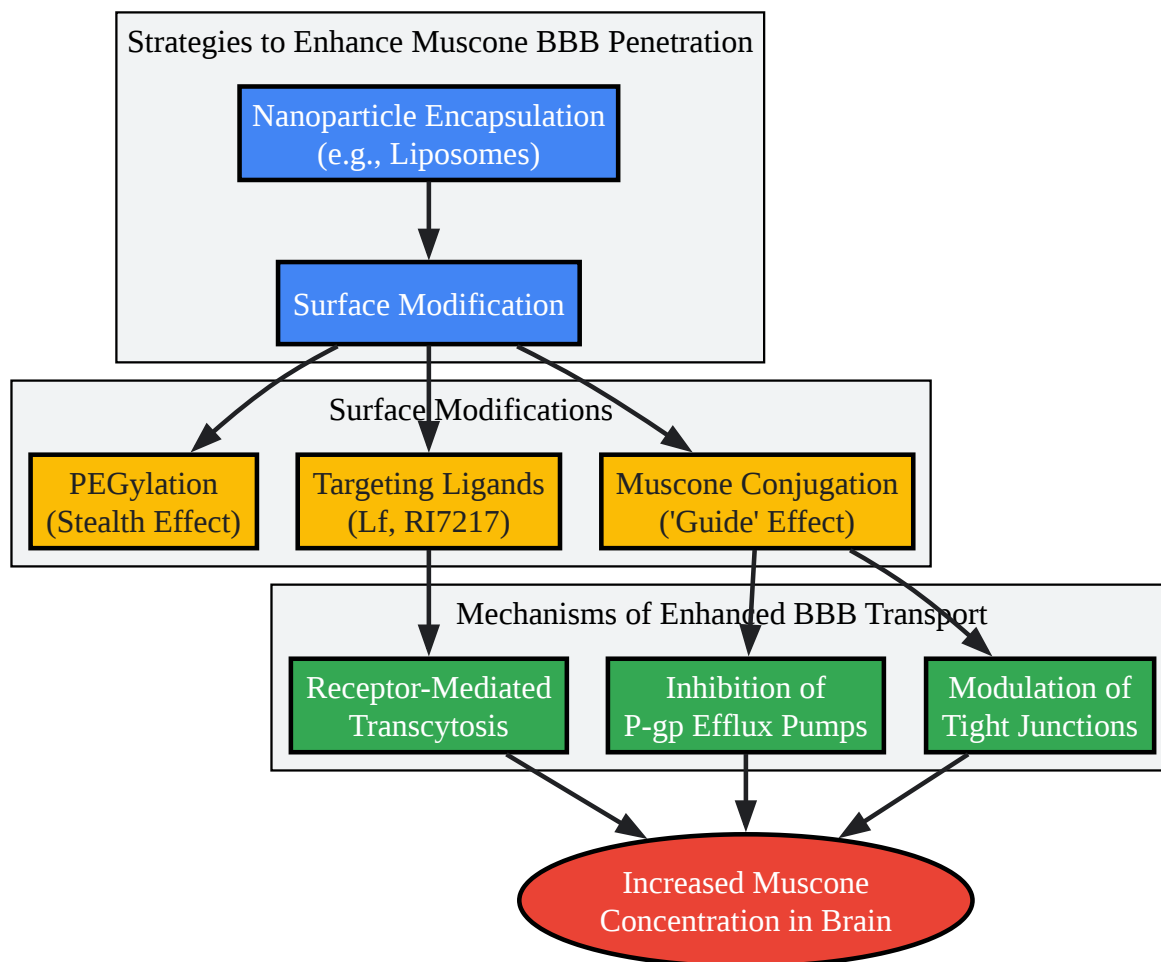 Strategies to Enhance Muscone BBB Penetration
Nanoparticle Encapsulation
(e.g., Liposomes)
Surface Modification
Surface Modifications
PEGylation
(Stealth Effect)
Targeting Ligands
(Lf, RI7217)
Muscone Conjugation
('Guide' Effect)
Mechanisms of Enhanced BBB Transport
Receptor-Mediated
Transcytosis
Inhibition of
P-gp Efflux Pumps
Modulation of
Tight Junctions
Increased Muscone
Concentration in Brain